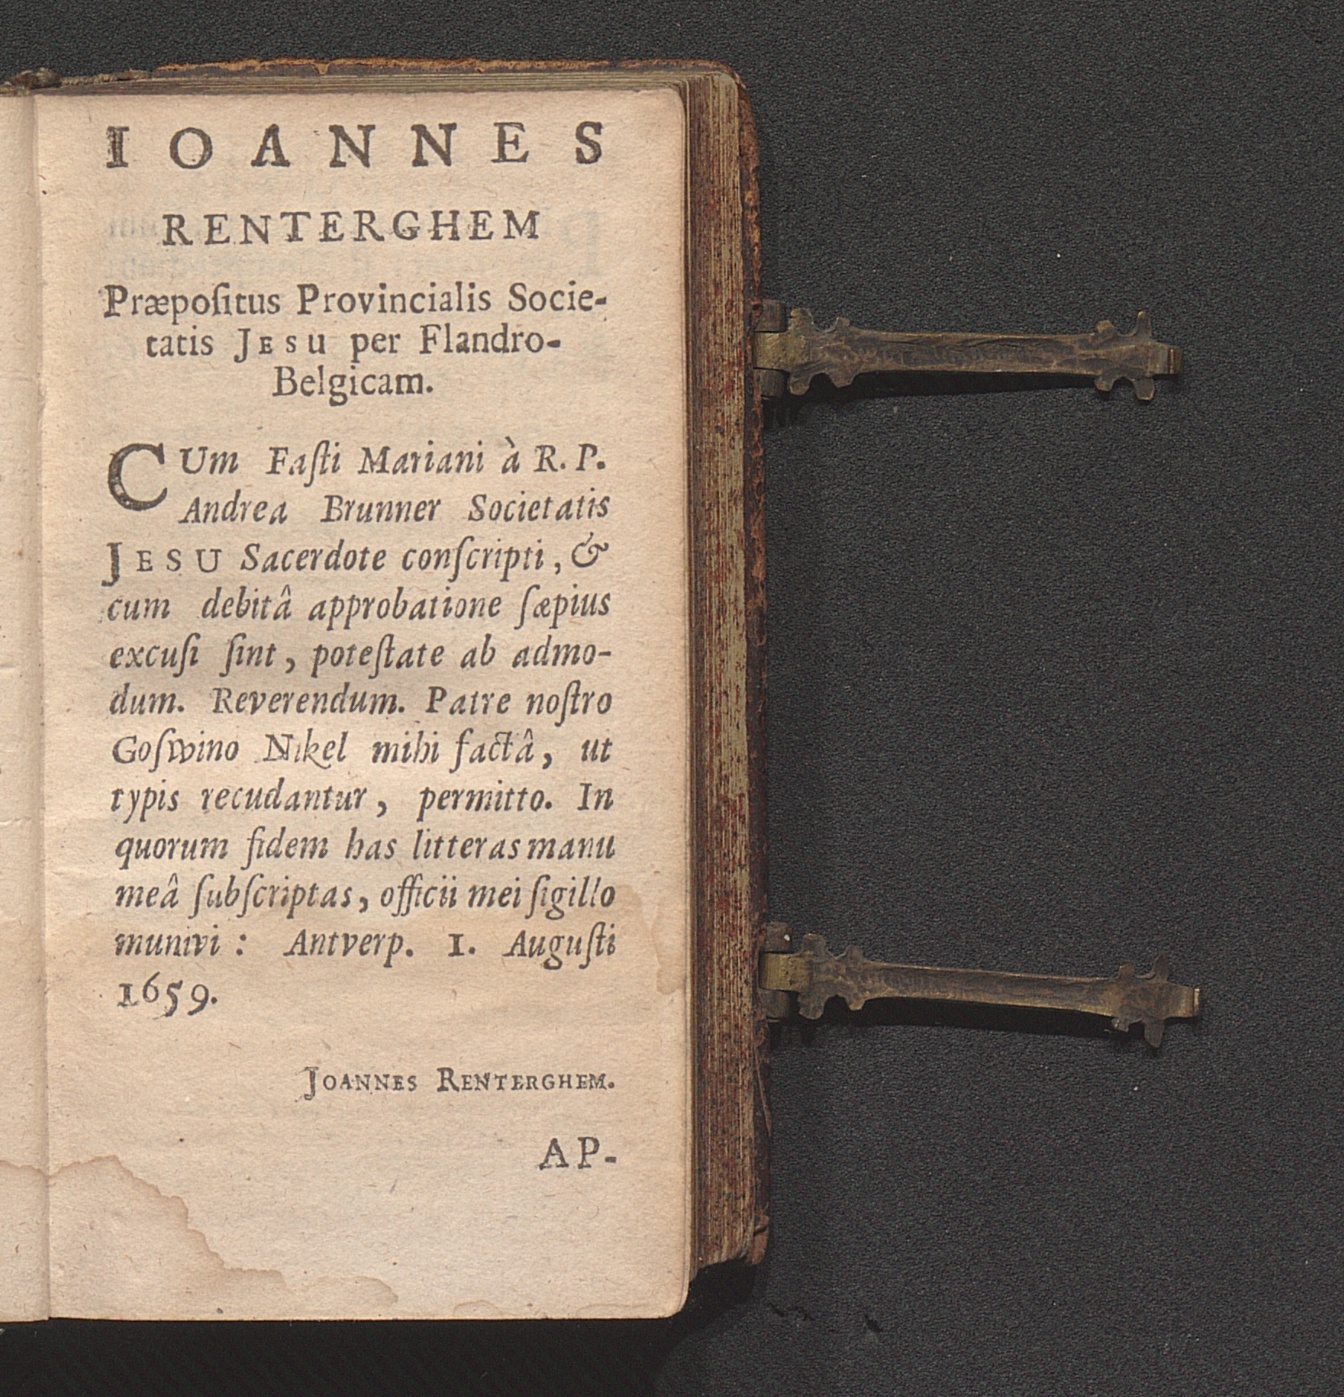 IOANNES
RENTERGHEM
Præpoſitus Provincialis Socie-
tatis JESU per Flandro-
Belgicam.
CUm Faſti Mariani à R. P.
Andrea Brunner Societatis
JESU Sacerdote conſcripti, &
cum debitâ approbatione ſæpius
excuſi ſint, poteſtate ab admo-
dum. Reverendum. Patre noſtro
Goſwino Nikel mihi factâ, ut
typis recudantur, permitto. In
quorum fidem has litteras manu
meâ ſubſcriptas, officii mei ſigillo
munivi : Antverp. 1. Auguſti
1659.
JOANNES RENTERGHEM.
AP-